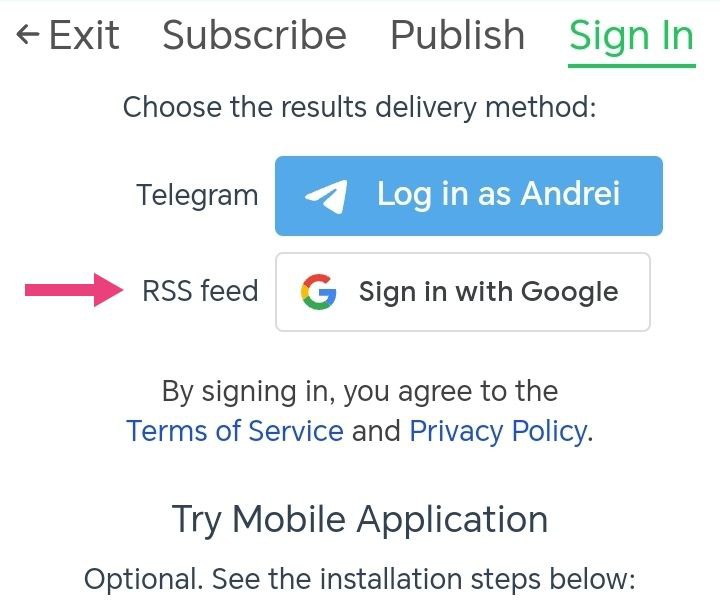 ← Exit Subscribe Publish Sign In
Choose the results delivery method:
Telegram Log in as Andrei
RSS feed Sign in with Google
By signing in, you agree to the
Terms of Service and Privacy Policy.
Try Mobile Application
Optional. See the installation steps below: